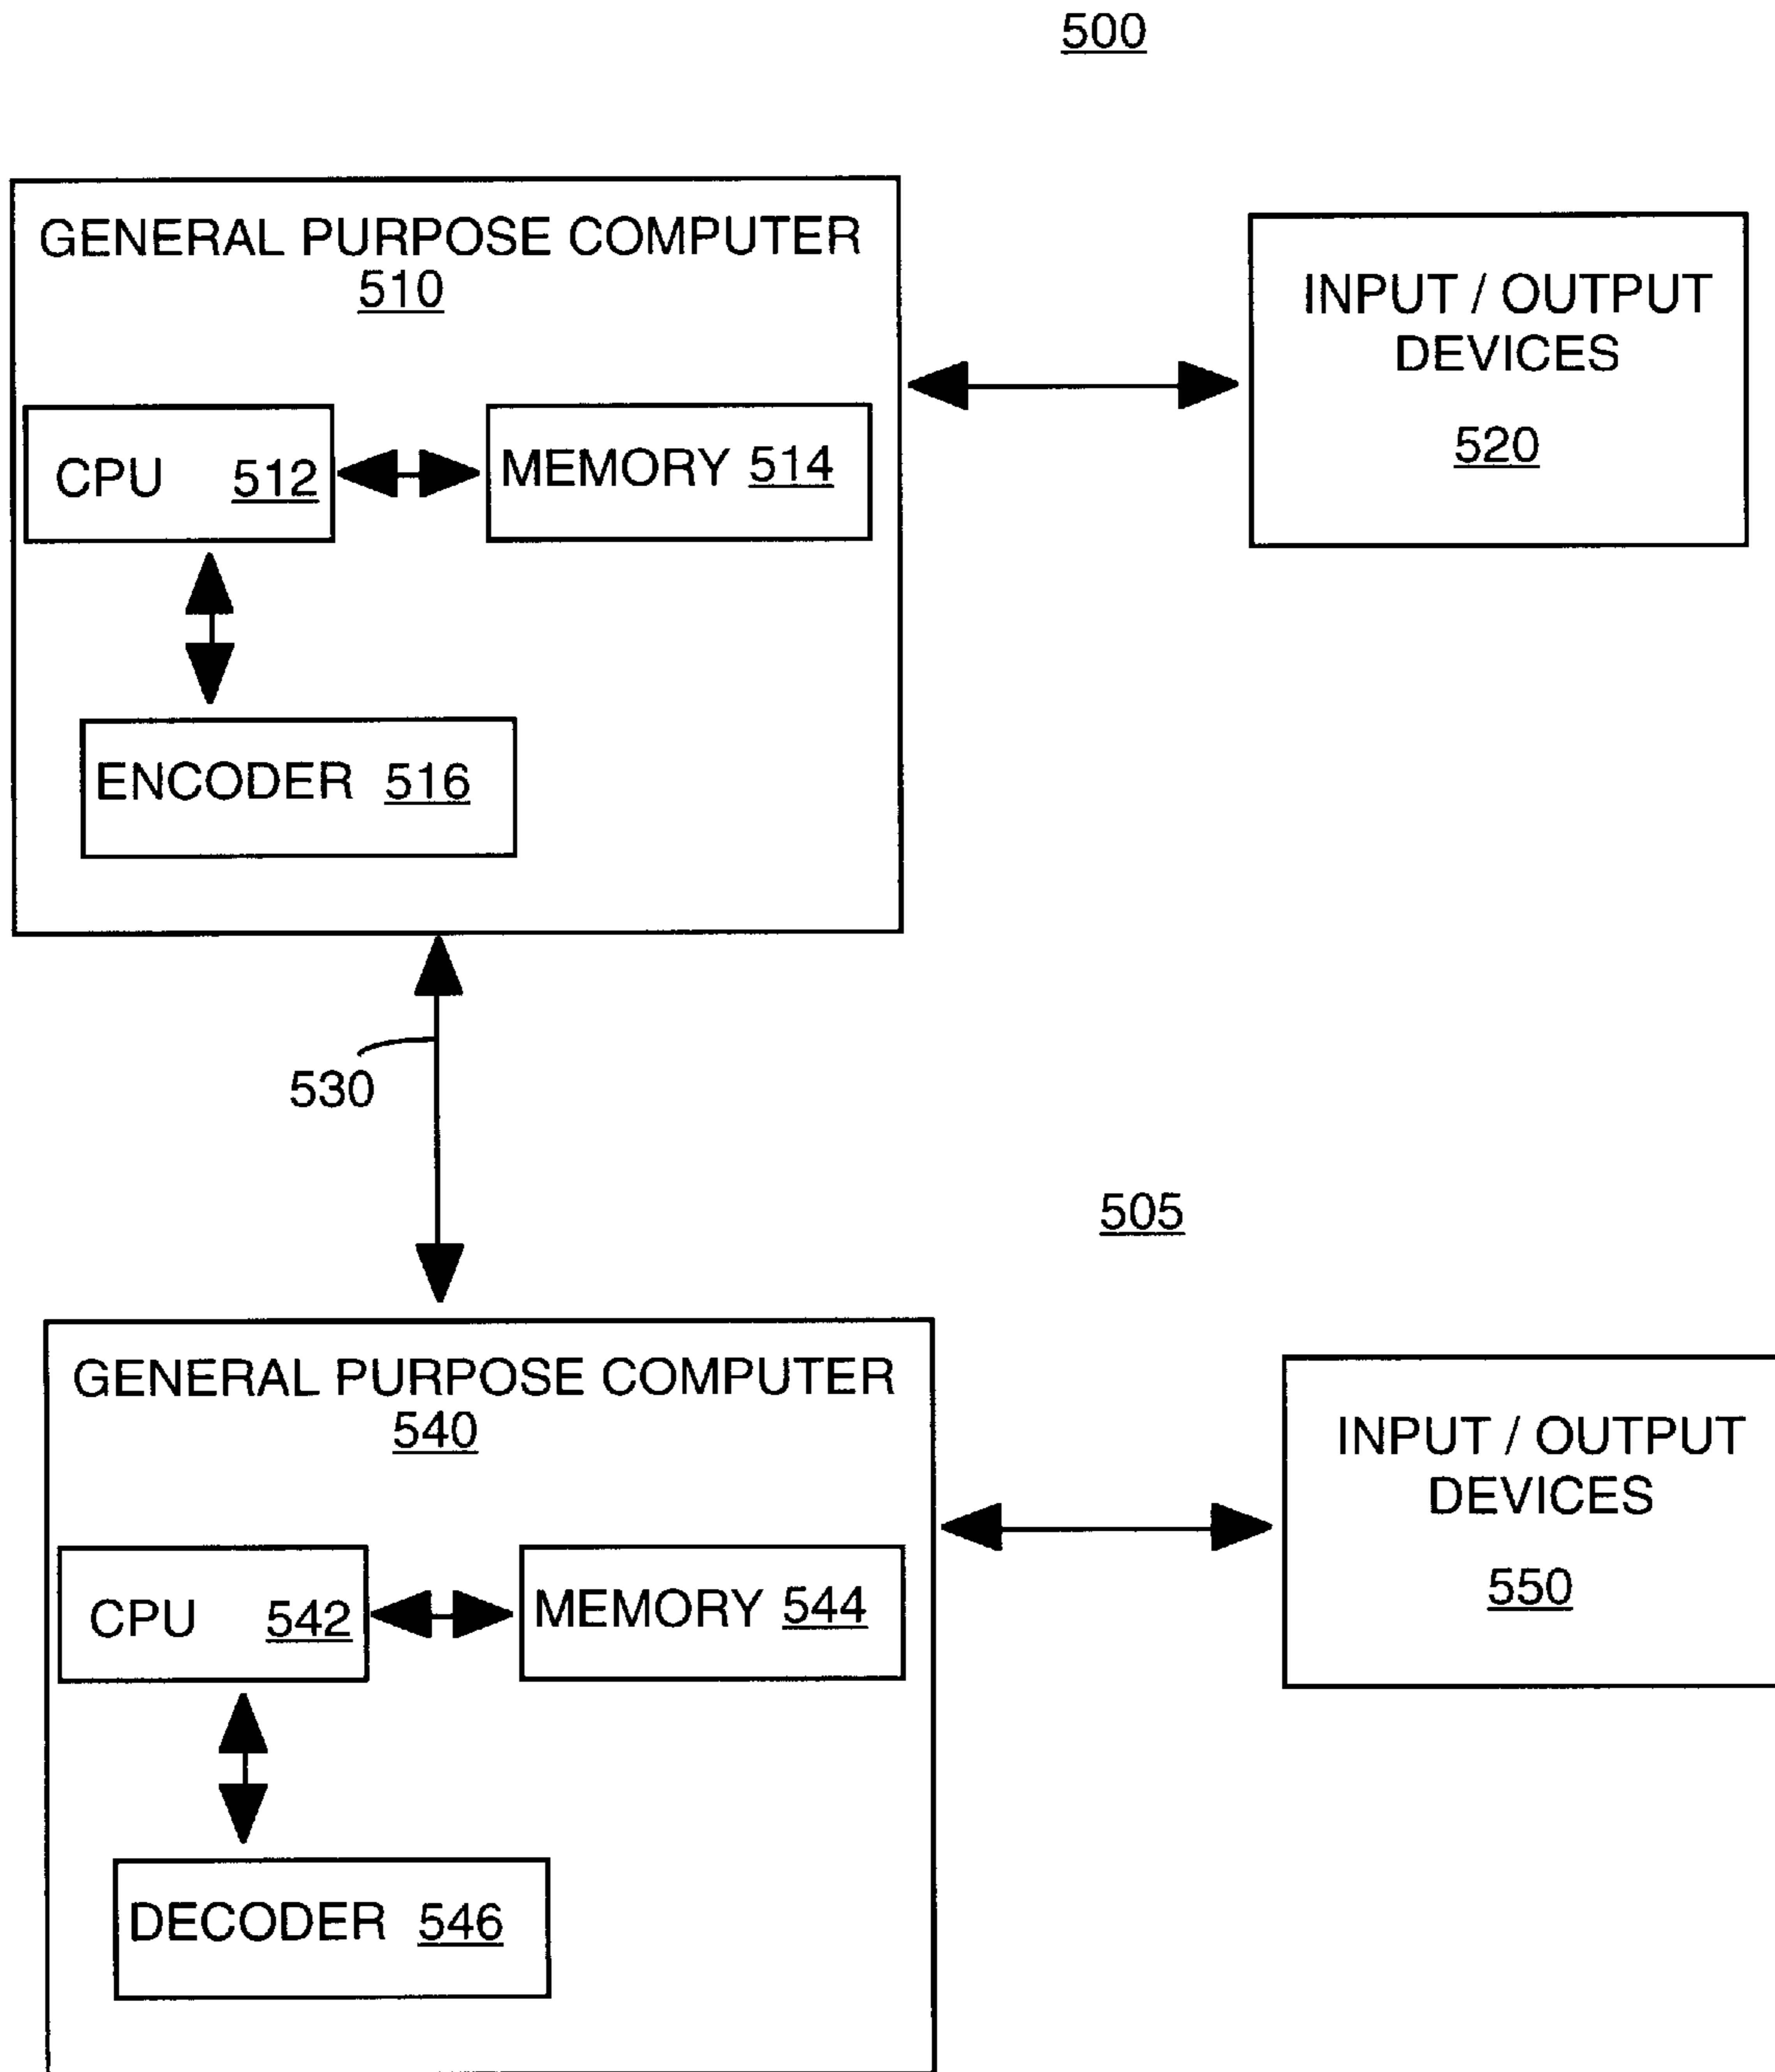 500
GENERAL PURPOSE COMPUTER
510
CPU 512
MEMORY 514
ENCODER 516
INPUT / OUTPUT
DEVICES
520
530
505
GENERAL PURPOSE COMPUTER
540
CPU 542
MEMORY 544
DECODER 546
INPUT / OUTPUT
DEVICES
550